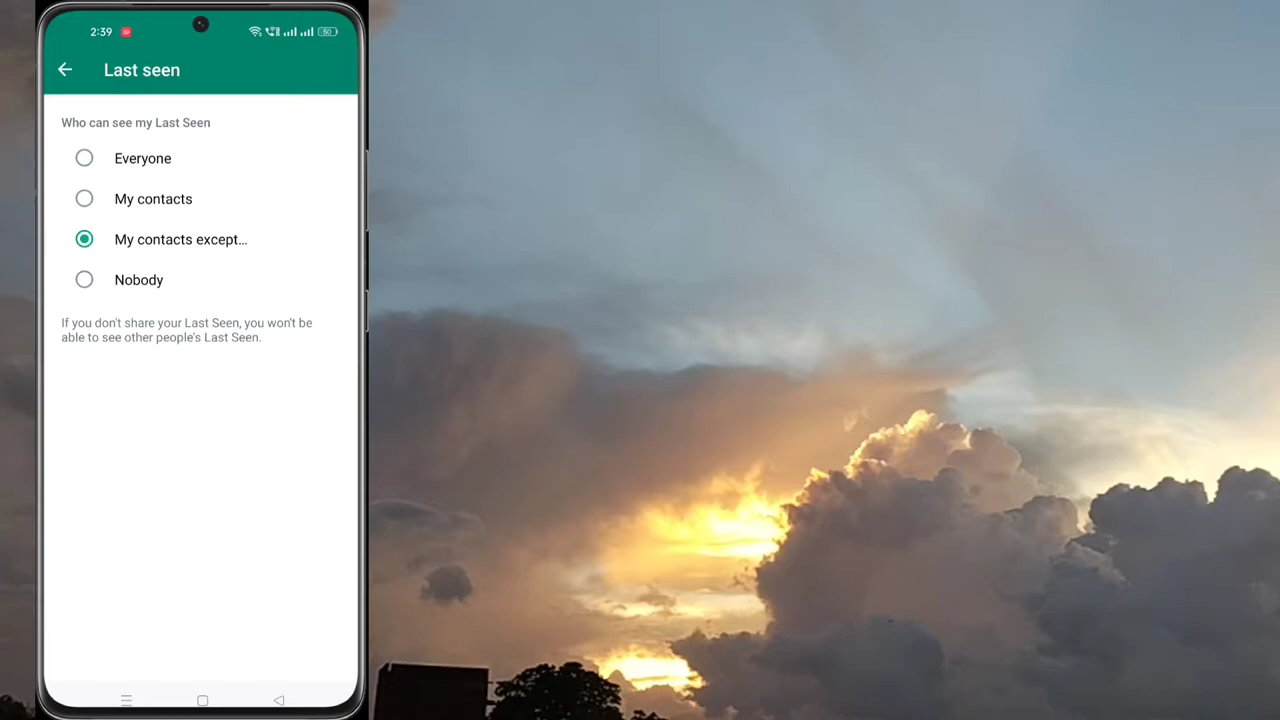 2:39
50
Last seen
Who can see my Last Seen
Everyone
My contacts
My contacts except...
Nobody
If you don't share your Last Seen, you won't be
able to see other people's Last Seen.